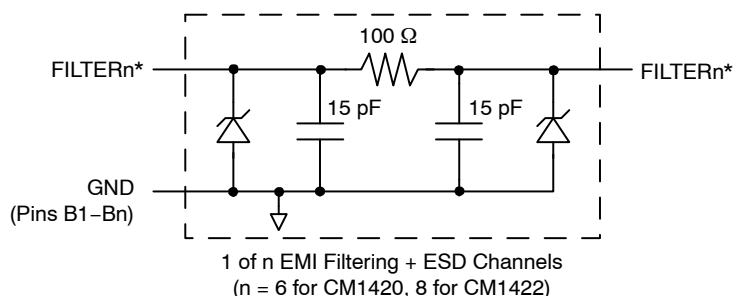 100 Ω
FILTERn*
FILTERn*
15 pF
15 pF
GND
(Pins B1−Bn)
1 of n EMI Filtering + ESD Channels
(n = 6 for CM1420, 8 for CM1422)